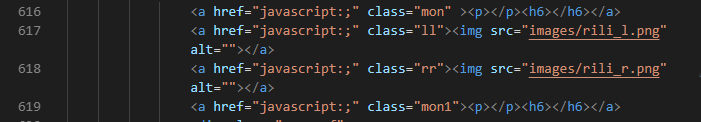 616 <a href="javascript:;" class="mon" ><p></p><h6></h6></a>
617 <a href="javascript:;" class="ll"><img src="images/rili_l.png"
alt=""></a>
618 <a href="javascript:;" class="rr"><img src="images/rili_r.png"
alt=""></a>
619 <a href="javascript:;" class="mon1"><p></p><h6></h6></a>